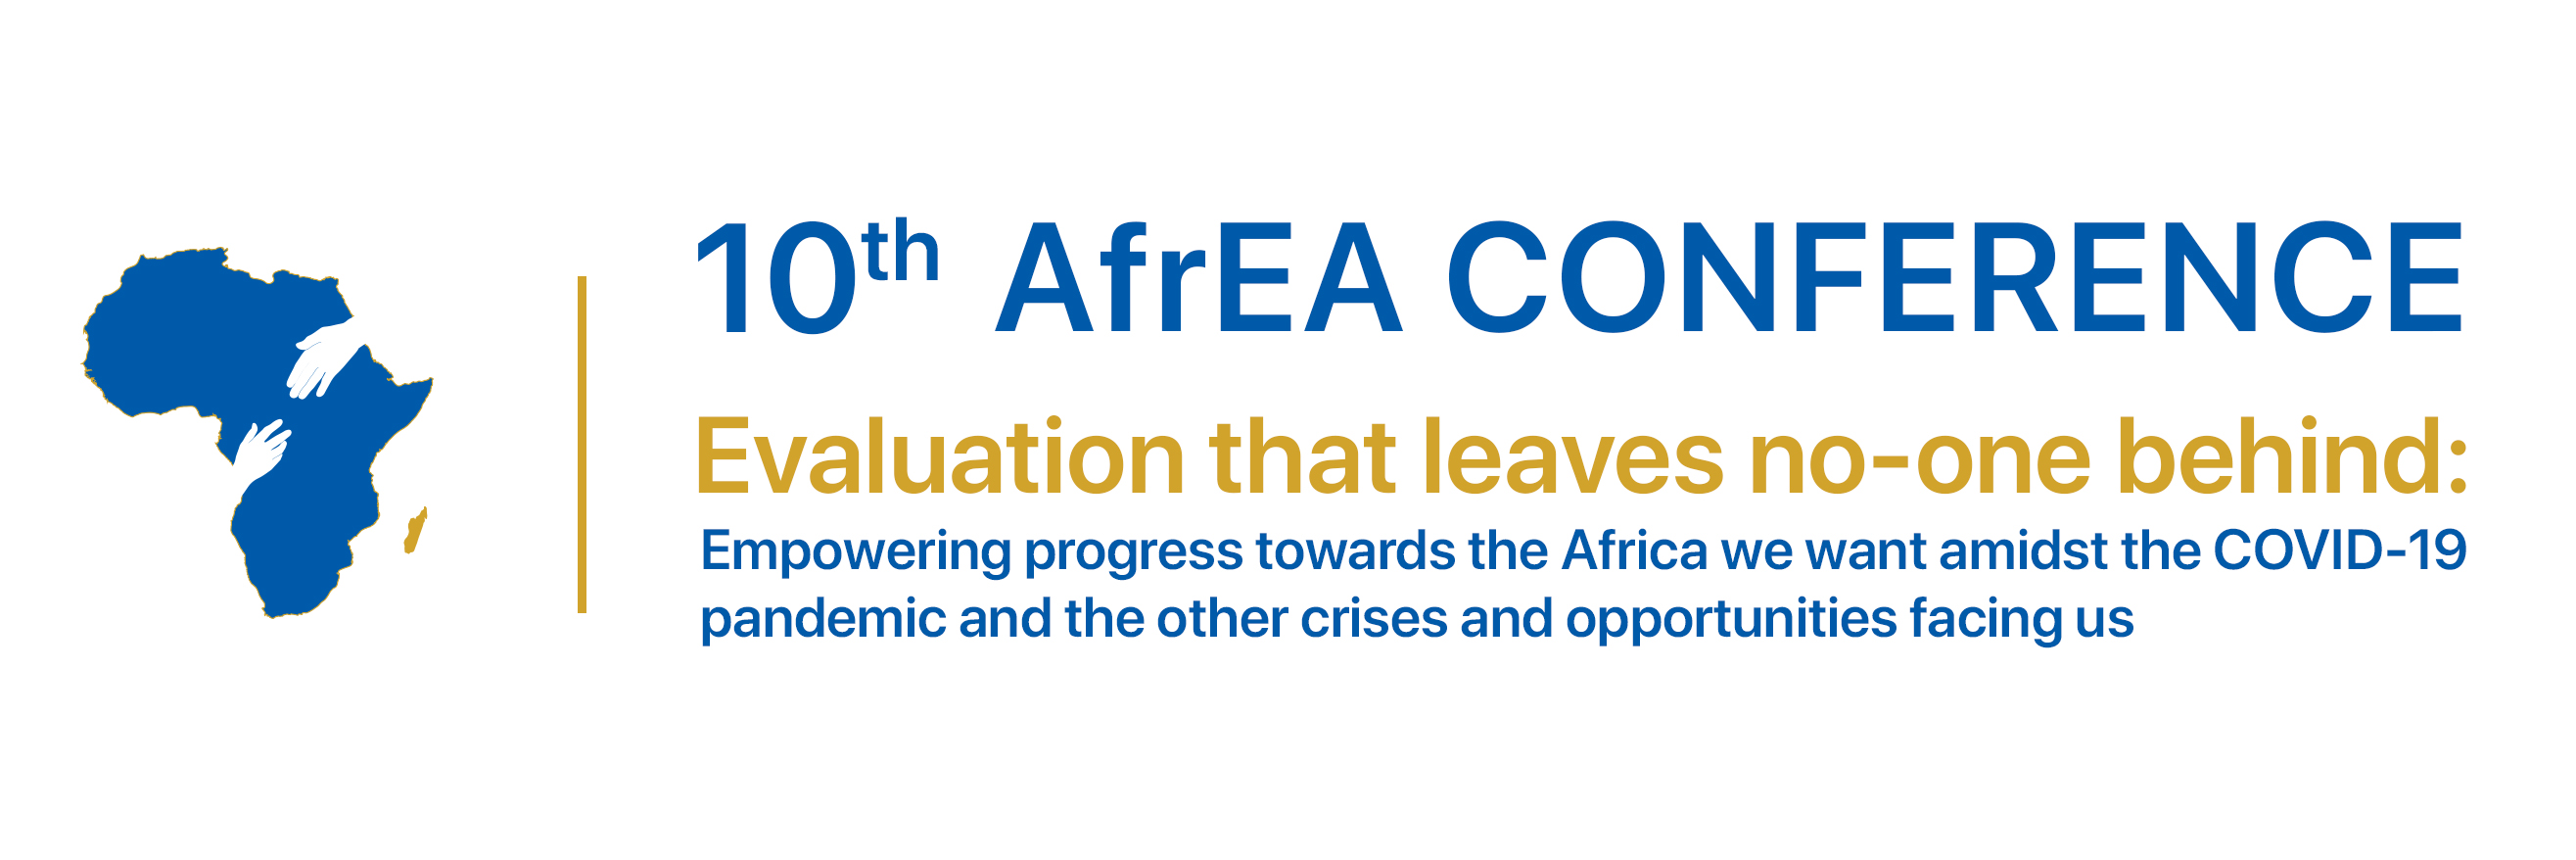 10th AfrEA CONFERENCE
Evaluation that leaves no-one behind:
Empowering progress towards the Africa we want amidst the COVID-19
pandemic and the other crises and opportunities facing us